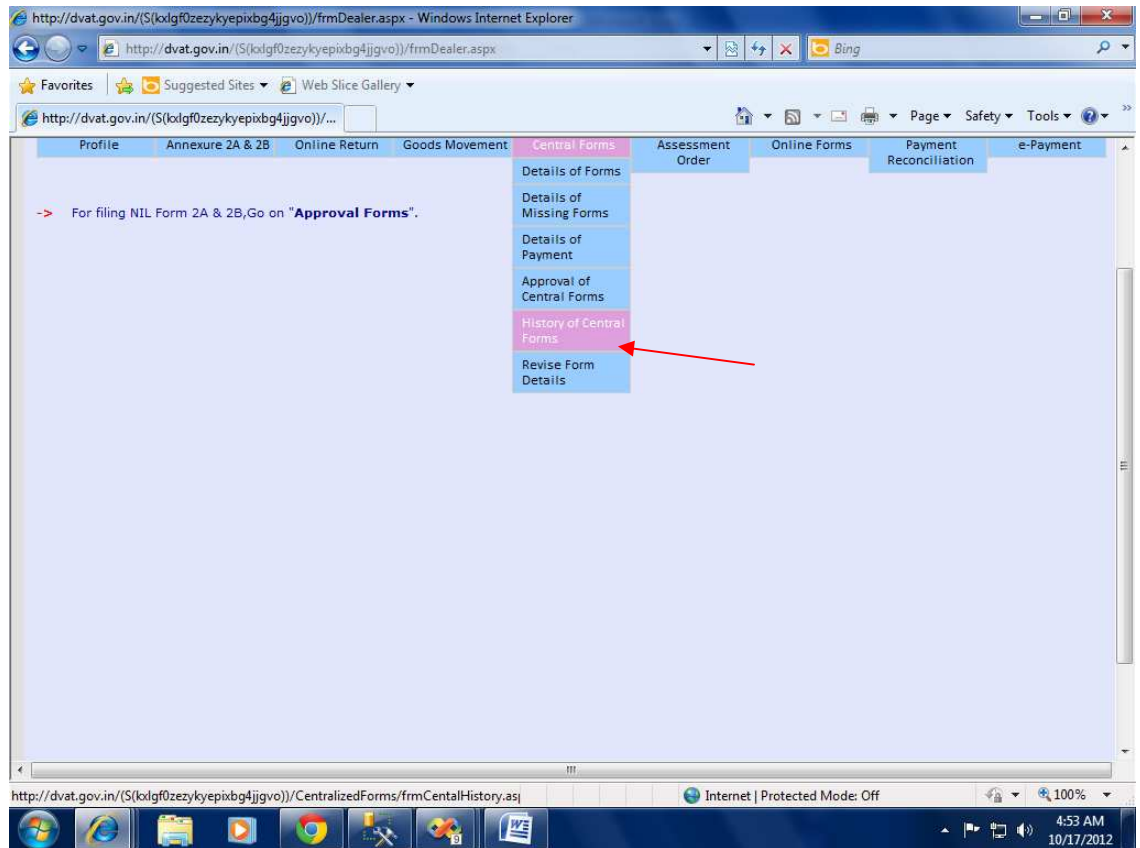 http://dvat.gov.in/(S(kxlgf0zezykyepixbg4jjgvo))/frmDealer.aspx - Windows Internet Explorer
http://dvat.gov.in/(S(kxlgf0zezykyepixbg4jjgvo))/frmDealer.aspx
Bing
Favorites Suggested Sites Web Slice Gallery
http://dvat.gov.in/(S(kxlgf0zezykyepixbg4jjgvo))/... Page Safety Tools
Profile Annexure 2A & 2B Online Return Goods Movement Central Forms Assessment Order Online Forms Payment Reconciliation e-Payment
Details of Forms
-> For filing NIL Form 2A & 2B,Go on "Approval Forms".
Details of
Missing Forms
Details of
Payment
Approval of
Central Forms
History of Central
Forms
Revise Form
Details
http://dvat.gov.in/(S(kxlgf0zezykyepixbg4jjgvo))/CentralizedForms/frmCentalHistory.as
Internet | Protected Mode: Off
100%
4:53 AM
10/17/2012